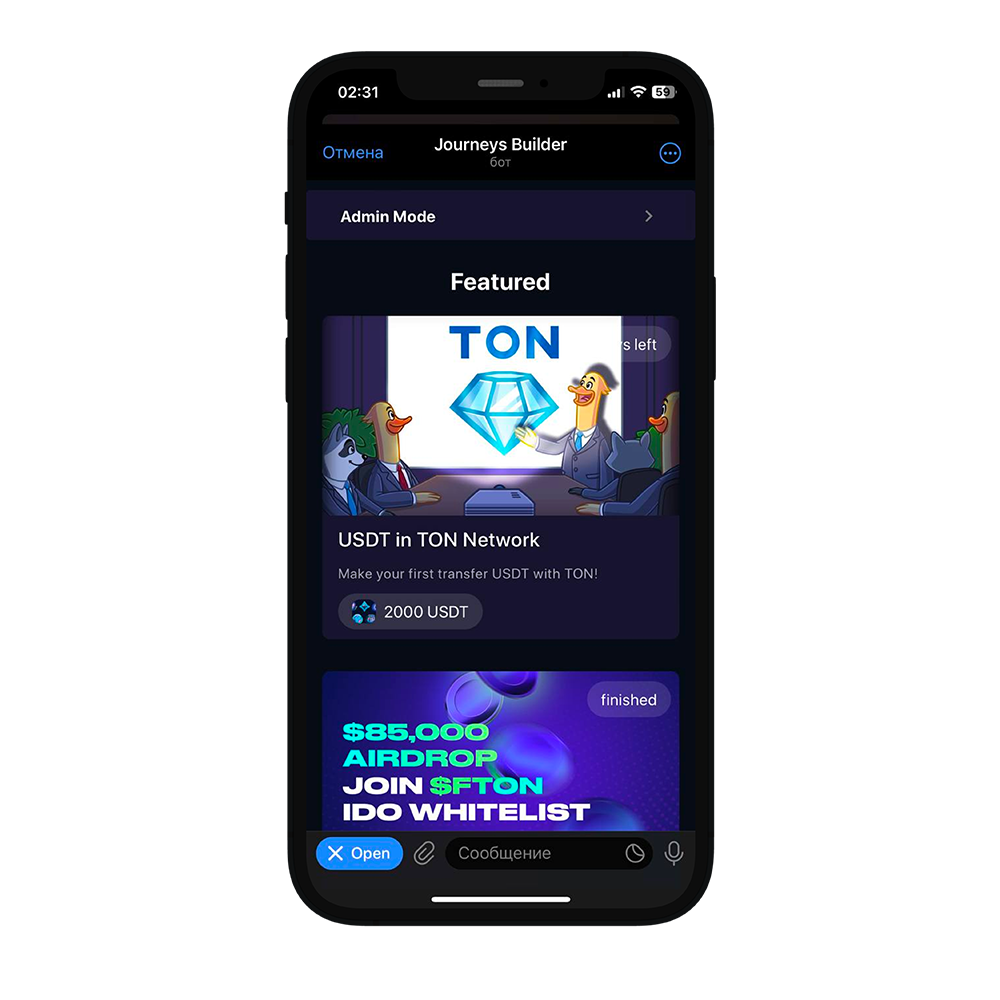 02:31
59
Отмена
Journeys Builder
бот
Admin Mode
Featured
TON
left
USDT in TON Network
Make your first transfer USDT with TON!
2000 USDT
finished
$85,000
AIRDROP
JOIN $FTON
IDO WHITELIST
Open
Сообщение